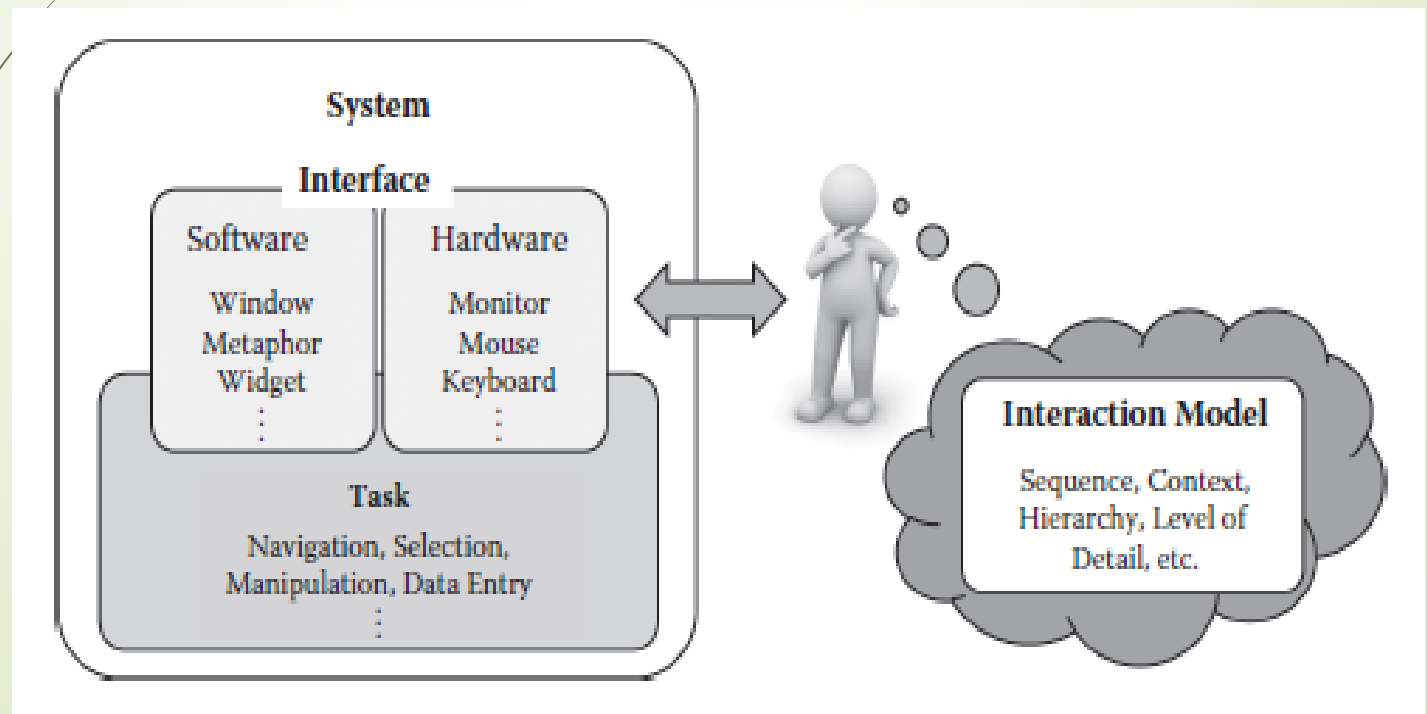 System
Interface
Software
Window
Metaphor
Widget
⋮
Hardware
Monitor
Mouse
Keyboard
⋮
Task
Navigation, Selection,
Manipulation, Data Entry
⋮
Interaction Model
Sequence, Context,
Hierarchy, Level of
Detail, etc.